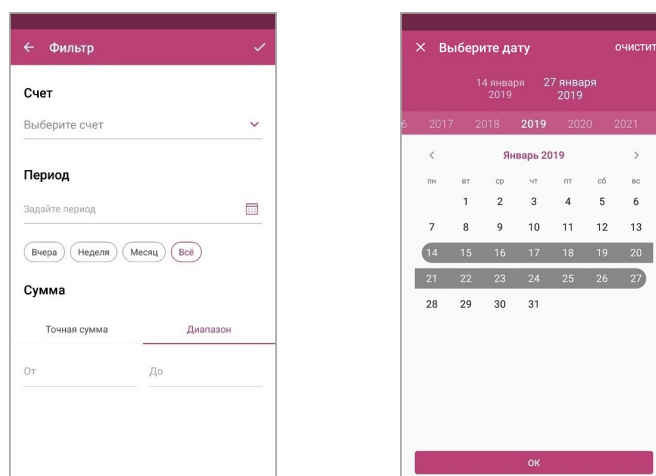 Фильтр
Счет
Выберите счет
Период
Задайте период
Вчера Неделя Месяц Всё
Сумма
Точная сумма Диапазон
От До
Выберите дату
14 января 27 января
2019 2019
2017 2018 2019 2020 2021
Январь 2019
пн вт ср чт пт сб вс
1 2 3 4 5 6
7 8 9 10 11 12 13
14 15 16 17 18 19 20
21 22 23 24 25 26 27
28 29 30 31
ОК